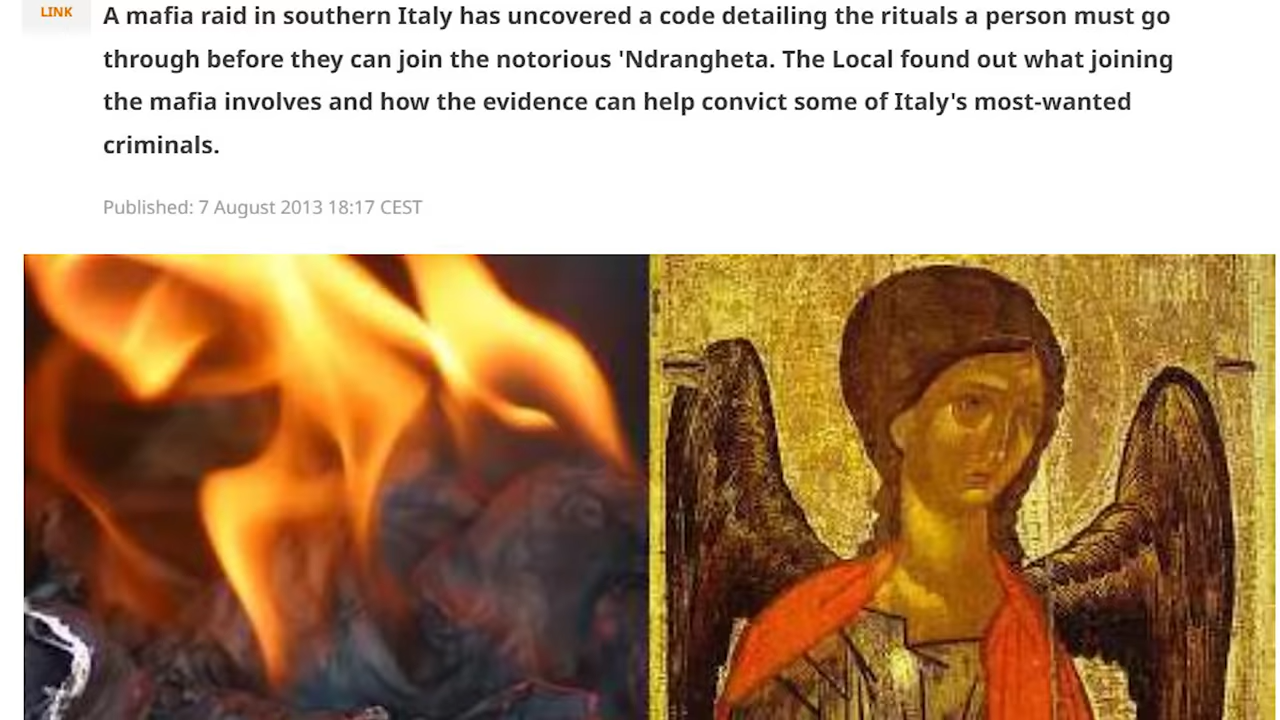 LINK
A mafia raid in southern Italy has uncovered a code detailing the rituals a person must go
through before they can join the notorious 'Ndrangheta. The Local found out what joining
the mafia involves and how the evidence can help convict some of Italy's most-wanted
criminals.
Published: 7 August 2013 18:17 CEST